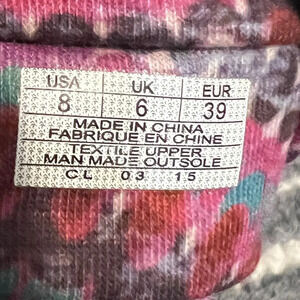 USA UK EUR
8 6 39
MADE IN CHINA
FABRIQUE EN CHINE
TEXTILE UPPER
MAN MADE OUTSOLE
CL 03 15